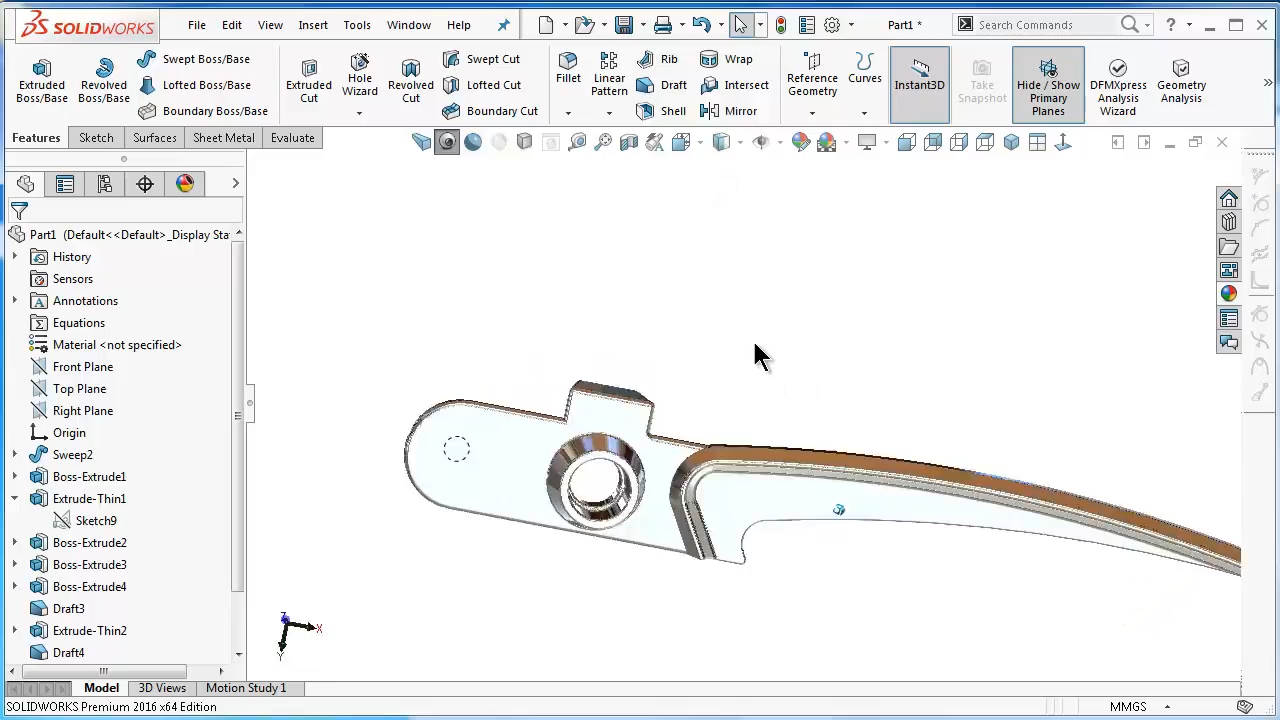 SOLIDWORKS
File Edit View Insert Tools Window Help
Part1 *
Search Commands
Extruded Boss/Base
Revolved Boss/Base
Swept Boss/Base
Lofted Boss/Base
Boundary Boss/Base
Extruded Cut
Hole Wizard
Revolved Cut
Swept Cut
Lofted Cut
Boundary Cut
Fillet
Linear Pattern
Rib
Draft
Shell
Wrap
Intersect
Mirror
Reference Geometry
Curves
Instant3D
Take Snapshot
Hide / Show Primary Planes
DFMXpress Analysis Wizard
Geometry Analysis
Features Sketch Surfaces Sheet Metal Evaluate
Part1 (Default<<Default>_Display Sta
History
Sensors
Annotations
Equations
Material <not specified>
Front Plane
Top Plane
Right Plane
Origin
Sweep2
Boss-Extrude1
Extrude-Thin1
Sketch9
Boss-Extrude2
Boss-Extrude3
Boss-Extrude4
Draft3
Extrude-Thin2
Draft4
Z
X
Y
Model 3D Views Motion Study 1
SOLIDWORKS Premium 2016 x64 Edition
MMGS